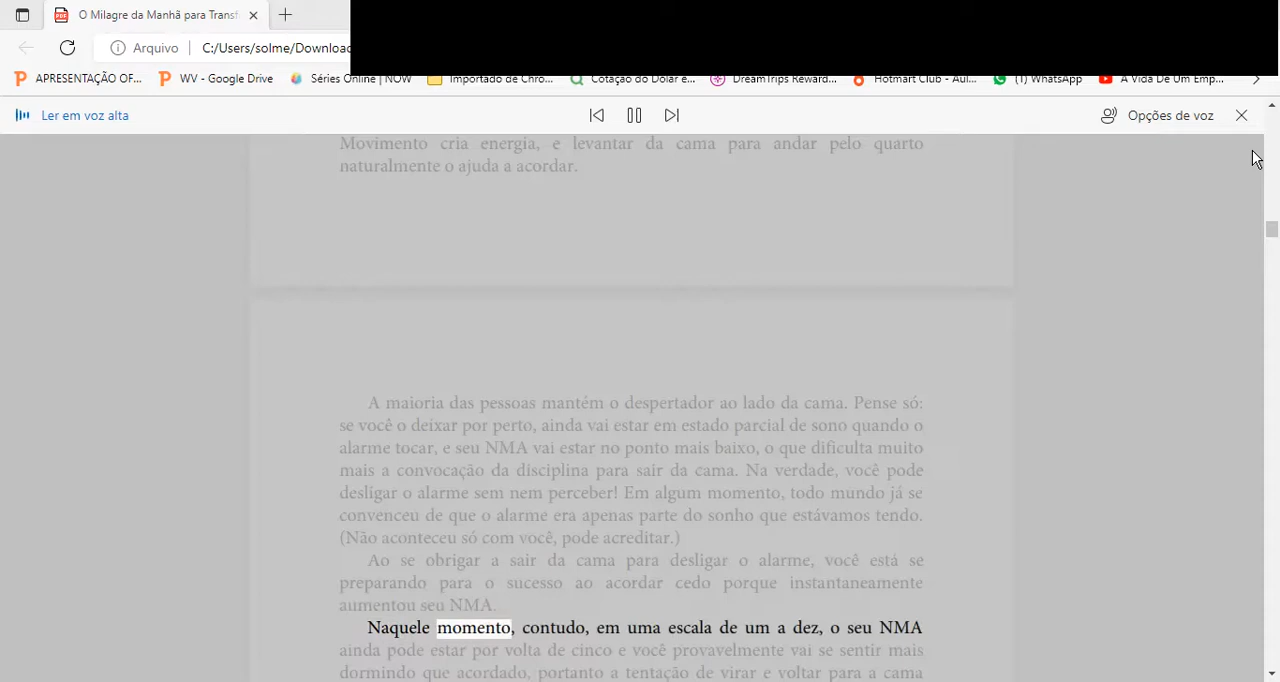 O Milagre da Manhã para Transf
Arquivo
C:/Users/solme/Downloac
APRESENTAÇÃO OF...
WV - Google Drive
Séries Online | NOW
Importado de Chro...
Cotação do Dólar e...
DreamTrips Reward...
Hotmart Club - Aul...
(1) WhatsApp
A Vida De Um Emp...
Ler em voz alta
Opções de voz
Movimento cria energia, e levantar da cama para andar pelo quarto
naturalmente o ajuda a acordar.
A maioria das pessoas mantém o despertador ao lado da cama. Pense só:
se você o deixar por perto, ainda vai estar em estado parcial de sono quando o
alarme tocar, e seu NMA vai estar no ponto mais baixo, o que dificulta muito
mais a convocação da disciplina para sair da cama. Na verdade, você pode
desligar o alarme sem nem perceber! Em algum momento, todo mundo já se
convenceu de que o alarme era apenas parte do sonho que estávamos tendo.
(Não aconteceu só com você, pode acreditar.)
Ao se obrigar a sair da cama para desligar o alarme, você está se
preparando para o sucesso ao acordar cedo porque instantaneamente
aumentou seu NMA.
Naquele momento, contudo, em uma escala de um a dez, o seu NMA
ainda pode estar por volta de cinco e você provavelmente vai se sentir mais
dormindo que acordado, portanto a tentação de virar e voltar para a cama